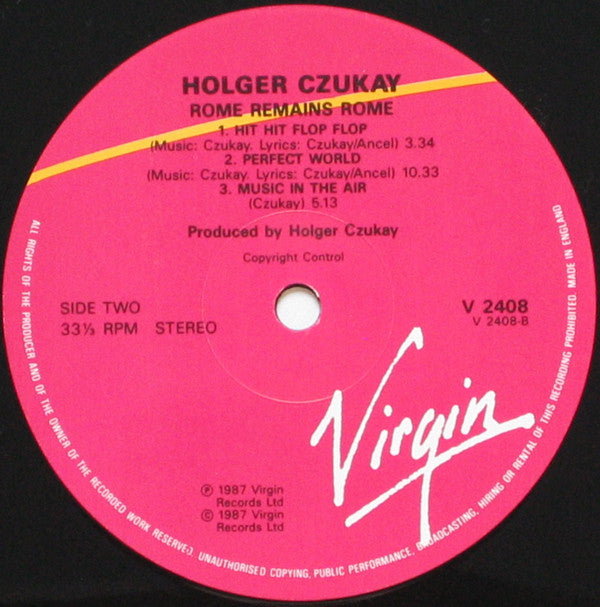 HOLGER CZUKAY
ROME REMAINS ROME
1. HIT HIT FLOP FLOP
(Music: Czukay. Lyrics: Czukay/Ancel) 3.34
2. PERFECT WORLD
(Music: Czukay. Lyrics: Czukay/Ancel) 10.33
3. MUSIC IN THE AIR
(Czukay) 5.13
Produced by Holger Czukay
Copyright Control
SIDE TWO
33⅓ RPM STEREO
V 2408
V 2408-B
Virgin
℗ 1987 Virgin
Records Ltd
© 1987 Virgin
Records Ltd
ALL RIGHTS OF THE PRODUCER AND OF THE OWNER OF THE RECORDED WORK RESERVED. UNAUTHORISED COPYING, PUBLIC PERFORMANCE, BROADCASTING, HIRING OR RENTAL OF THIS RECORDING PROHIBITED. MADE IN ENGLAND